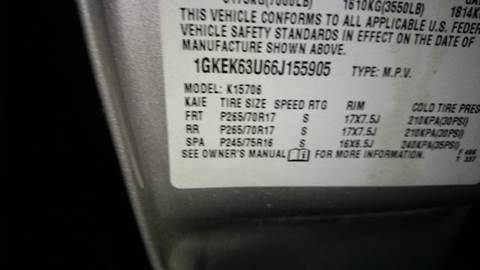 1610KG(3550LB)
THIS VEHICLE CONFORMS TO ALL APPLICABLE U.S. FEDER
VEHICLE SAFETY STANDARDS IN EFFECT ON THE DATE OF
MANUFACTURE SHOWN ABOVE.
1GKEK63U66J155905 TYPE: M.P.V.
MODEL: K15706
TIRE SIZE SPEED RTG RIM COLD TIRE PRES
FRT P265/70R17 S 17X7.5J 210KPA(30PSI)
RR P265/70R17 S 17X7.5J 210KPA(30PSI)
SPA P245/75R16 S 16X6.5J 240KPA(35PSI)
SEE OWNER'S MANUAL FOR MORE INFORMATION.